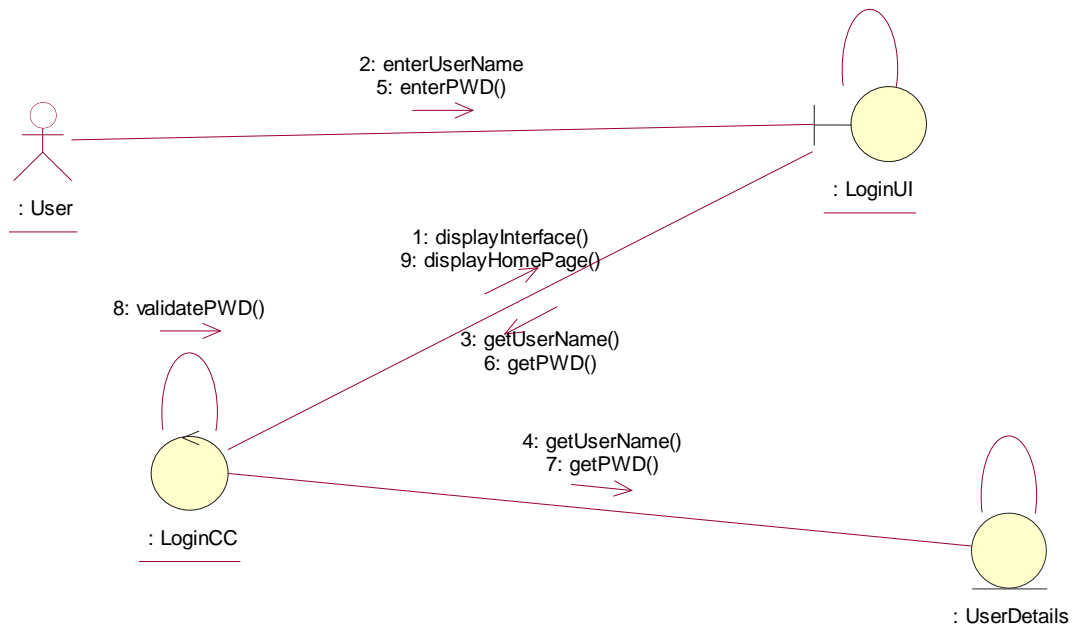 2: enterUserName
5: enterPWD()
: User
: LoginUI
1: displayInterface()
9: displayHomePage()
8: validatePWD()
3: getUserName()
6: getPWD()
4: getUserName()
7: getPWD()
: LoginCC
: UserDetails